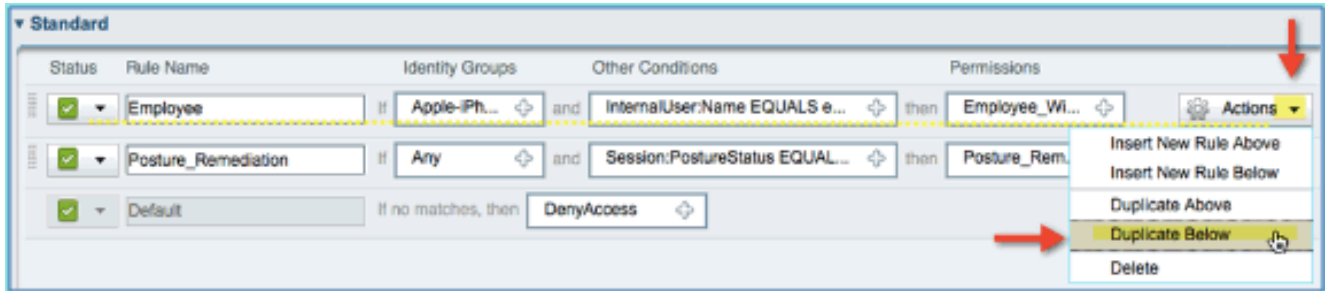 Standard
Status Rule Name Identity Groups Other Conditions Permissions
Employee If Apple-iPh... and InternalUser:Name EQUALS e... then Employee_Wi... Actions
Posture_Remediation If Any and Session:PostureStatus EQUAL... then Posture_Rem.
Default If no matches, then DenyAccess
Insert New Rule Above
Insert New Rule Below
Duplicate Above
Duplicate Below
Delete